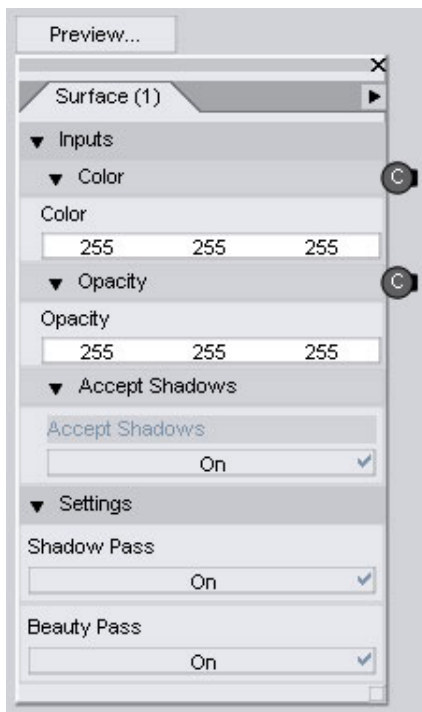 Preview...
Surface (1)
Inputs
Color
C
Color
255 255 255
Opacity
C
Opacity
255 255 255
Accept Shadows
Accept Shadows
On
Settings
Shadow Pass
On
Beauty Pass
On